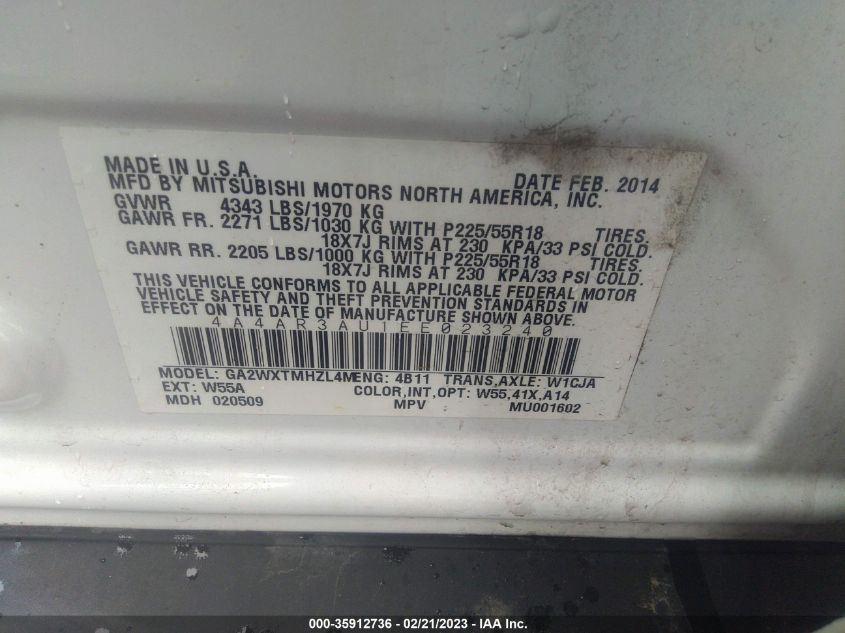 MADE IN U.S.A. DATE FEB. 2014
MFD BY MITSUBISHI MOTORS NORTH AMERICA, INC.
GVWR 4343 LBS/1970 KG
GAWR FR. 2271 LBS/1030 KG WITH P225/55R18 TIRES.
18X7J RIMS AT 230 KPA/33 PSI COLD.
GAWR RR. 2205 LBS/1000 KG WITH P225/55R18 TIRES.
18X7J RIMS AT 230 KPA/33 PSI COLD.
THIS VEHICLE CONFORMS TO ALL APPLICABLE FEDERAL MOTOR
VEHICLE SAFETY AND THEFT PREVENTION STANDARDS IN
EFFECT ON THE DATE OF MANUFACTURE SHOWN ABOVE.
4A4AR3AU1EE023240
MODEL: GA2WXTMHZL4M ENG: 4B11 TRANS,AXLE: W1CJA
EXT: W55A COLOR,INT,OPT: W55,41X,A14
MDH 020509 MPV MU001602
000-35912736 - 02/21/2023 - IAA Inc.